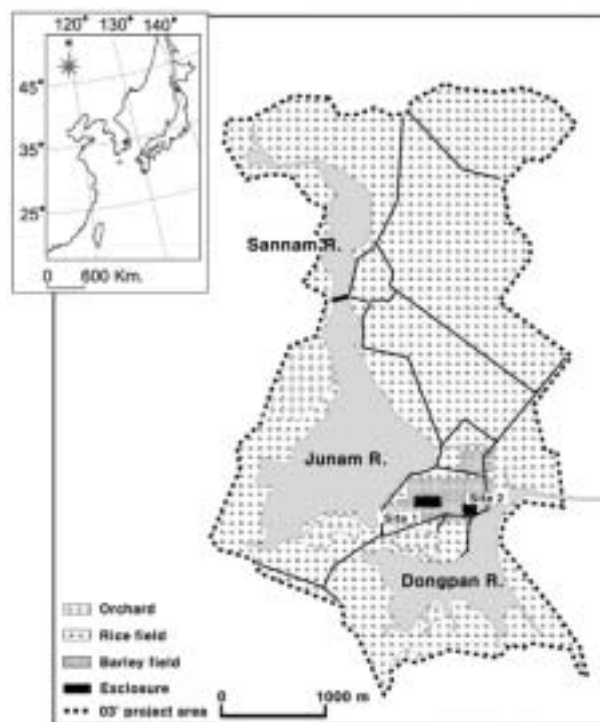 120° 130° 140°
45°
35°
25°
0 600 Km.
Sannam R.
Junam R.
Site 1
Site 2
Dongpan R.
Orchard
Rice field
Barley field
Exclosure
03' project area
0 1000 m